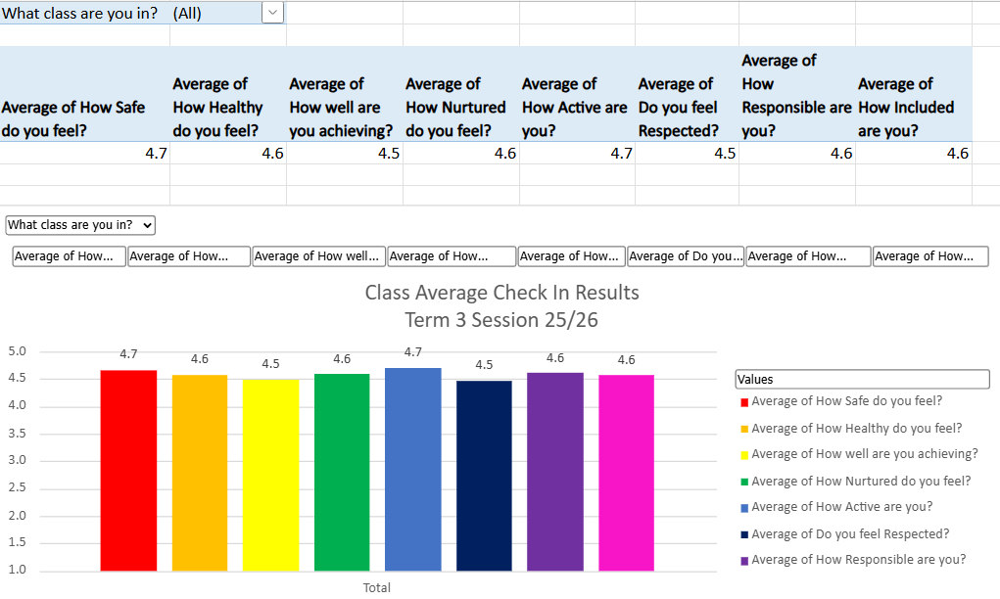 What class are you in? (All)
Average of How Safe do you feel?
Average of How Healthy do you feel?
Average of How well are you achieving?
Average of How Nurtured do you feel?
Average of How Active are you?
Average of Do you feel Respected?
Average of How Responsible are you?
Average of How Included are you?
4.7 4.6 4.5 4.6 4.7 4.5 4.6 4.6
What class are you in?
Average of How... Average of How... Average of How well... Average of How... Average of How... Average of Do you... Average of How... Average of How...
Class Average Check In Results
Term 3 Session 25/26
5.0
4.5
4.0
3.5
3.0
2.5
2.0
1.5
1.0
4.7 4.6 4.5 4.6 4.7 4.5 4.6 4.6
Total
Values
Average of How Safe do you feel?
Average of How Healthy do you feel?
Average of How well are you achieving?
Average of How Nurtured do you feel?
Average of How Active are you?
Average of Do you feel Respected?
Average of How Responsible are you?